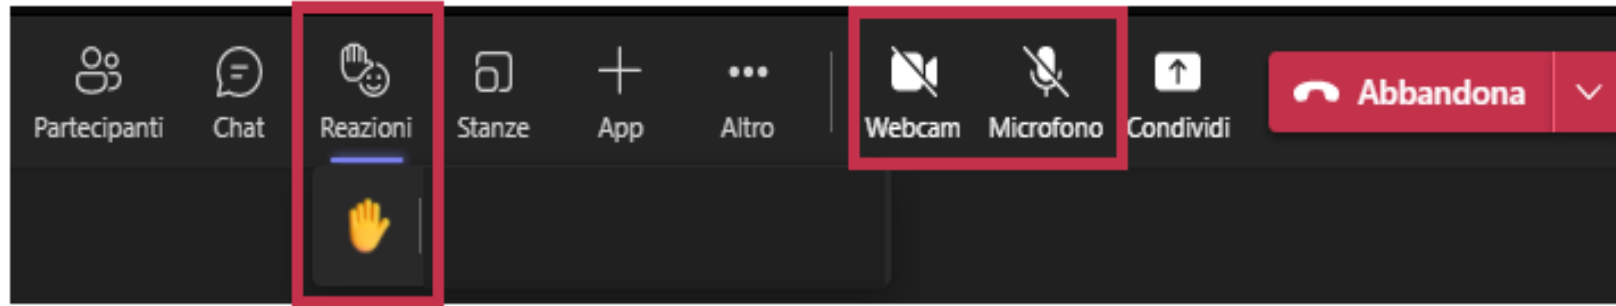 Partecipanti
Chat
Reazioni
Stanze
App
Altro
Webcam
Microfono
Condividi
Abbandona